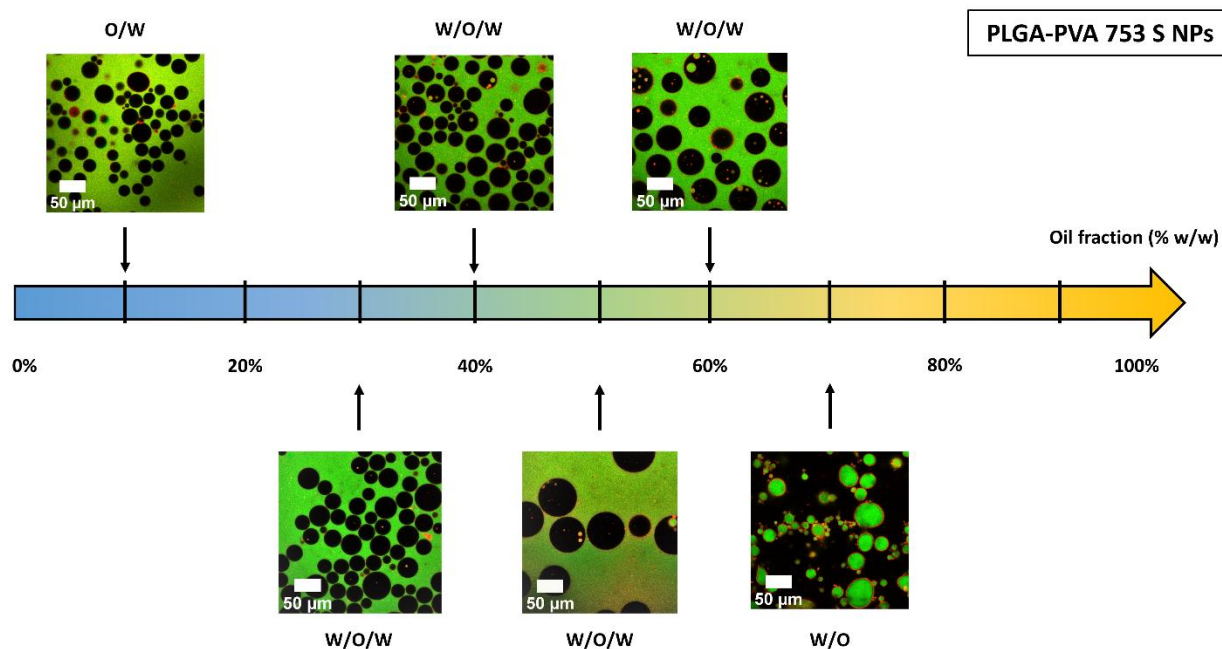 O/W
W/O/W
W/O/W
PLGA-PVA 753 S NPs
50 µm
50 µm
50 µm
Oil fraction (% w/w)
0%
20%
40%
60%
80%
100%
50 µm
50 µm
50 µm
W/O/W
W/O/W
W/O